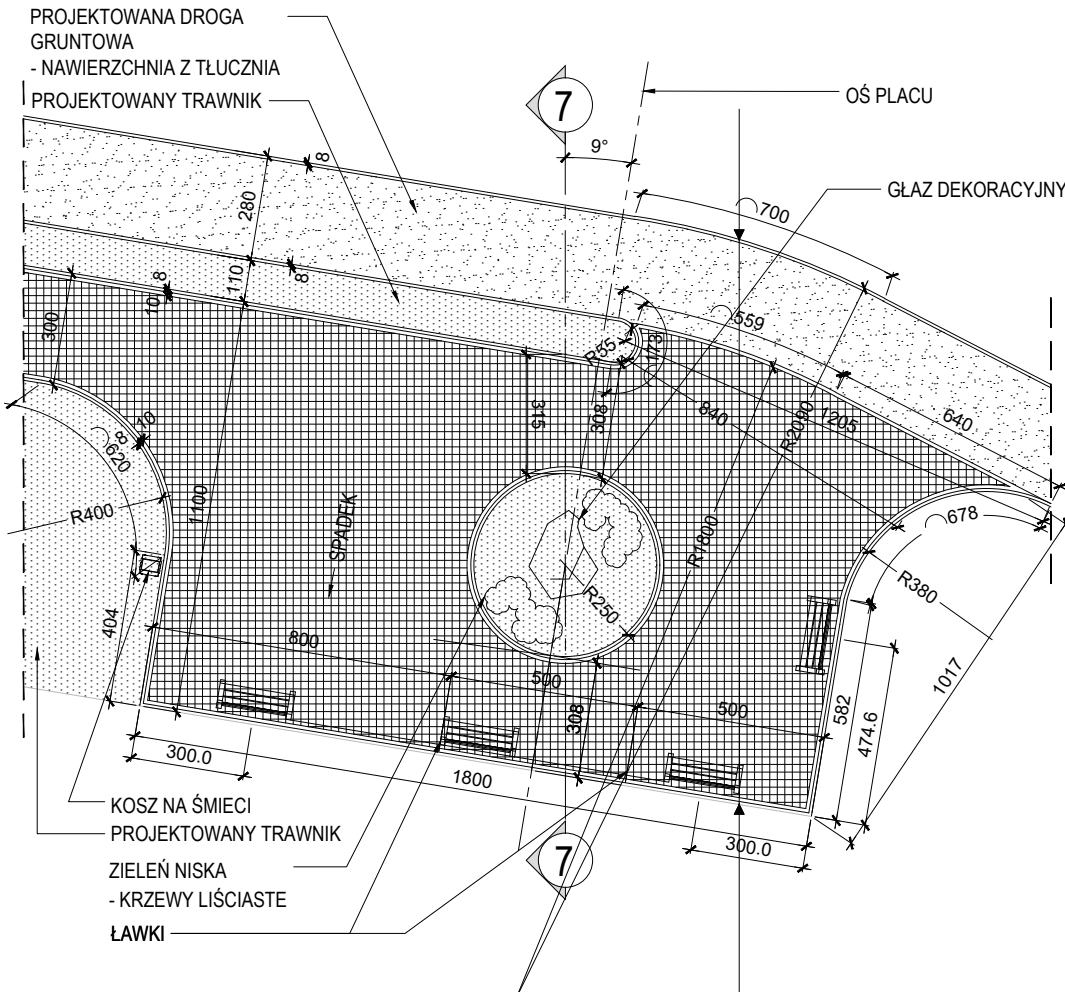 PROJEKTOWANA DROGA
GRUNTOWA
- NAWIERZCHNIA Z TŁUCZNIA
PROJEKTOWANY TRAWNIK
7
OŚ PLACU
9°
GŁAZ DEKORACYJNY
8
280
700
110
8
8
10
300
559
R55
173
315
308
840
R2090
1205
640
10
8
620
R400
1100
SPADEK
R1800
678
R250
R380
404
800
500
500
308
582
474.6
1017
300.0
1800
300.0
KOSZ NA ŚMIECI
PROJEKTOWANY TRAWNIK
ZIELEŃ NISKA
- KRZEWY LIŚCIASTE
ŁAWKI
7